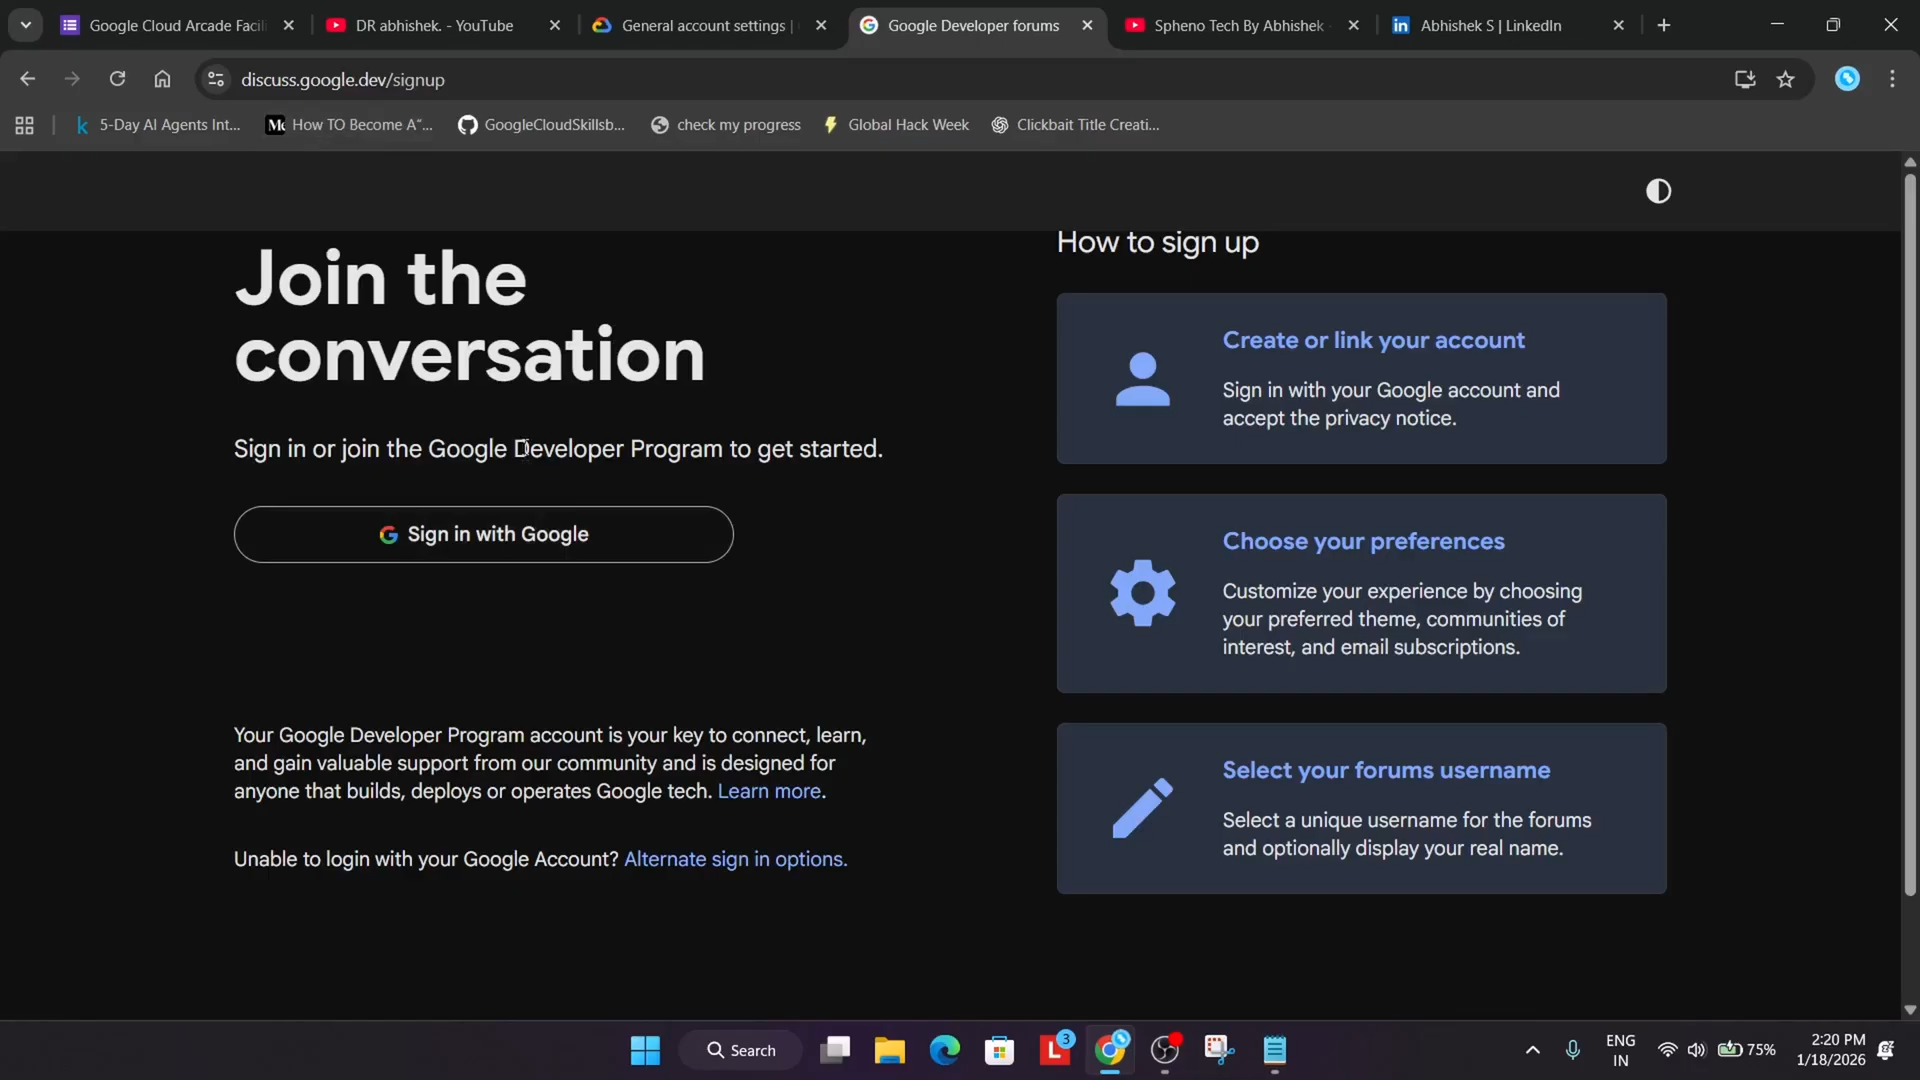 Google Cloud Arcade Facili
DR abhishek. - YouTube
General account settings |
Google Developer forums
Spheno Tech By Abhishek
Abhishek S | LinkedIn
discuss.google.dev/signup
5-Day AI Agents Int...
How TO Become A“...
GoogleCloudSkillsb...
check my progress
Global Hack Week
Clickbait Title Creati...
Join the
conversation
Sign in or join the Google Developer Program to get started.
Sign in with Google
Your Google Developer Program account is your key to connect, learn,
and gain valuable support from our community and is designed for
anyone that builds, deploys or operates Google tech. Learn more.
Unable to login with your Google Account? Alternate sign in options.
How to sign up
Create or link your account
Sign in with your Google account and
accept the privacy notice.
Choose your preferences
Customize your experience by choosing
your preferred theme, communities of
interest, and email subscriptions.
Select your forums username
Select a unique username for the forums
and optionally display your real name.
Search
L
3
ENG
IN
75%
2:20 PM
1/18/2026